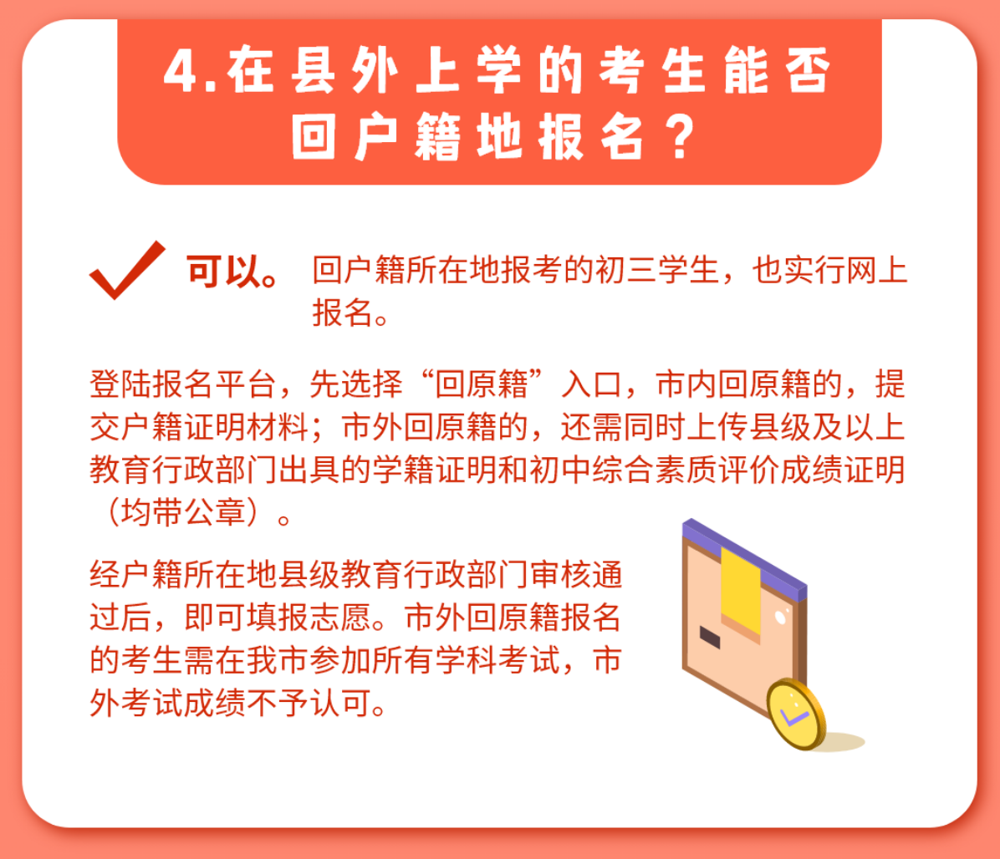 4.在县外上学的考生能否
回户籍地报名？
可以。
回户籍所在地报考的初三学生，也实行网上
报名。
登陆报名平台，先选择“回原籍”入口，市内回原籍的，提
交户籍证明材料；市外回原籍的，还需同时上传县级及以上
教育行政部门出具的学籍证明和初中综合素质评价成绩证明
（均带公章）。
经户籍所在地县级教育行政部门审核通
过后，即可填报志愿。市外回原籍报名
的考生需在我市参加所有学科考试，市
外考试成绩不予认可。